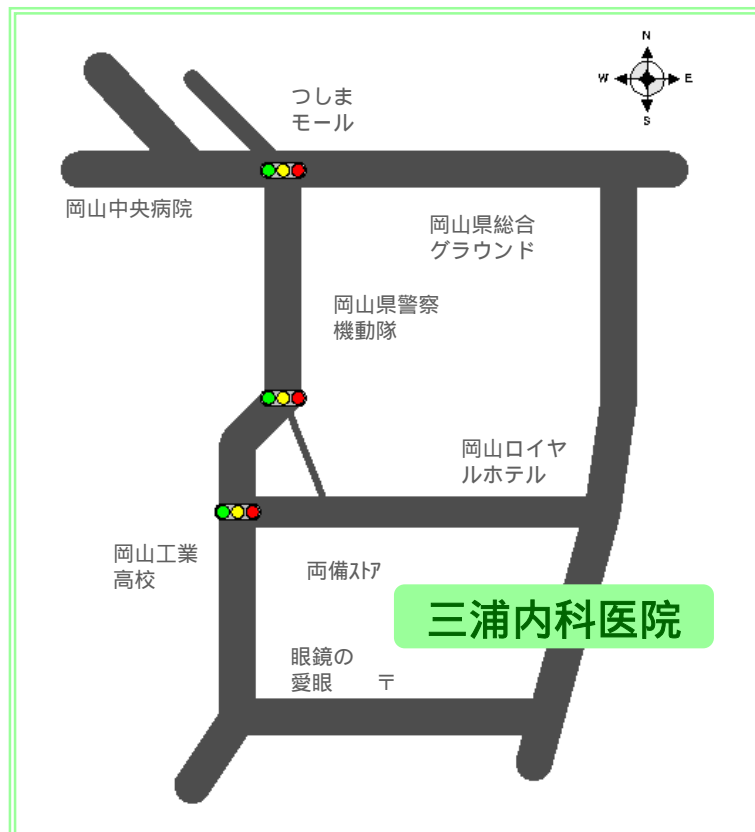 N
W E
S
つしま
モール
岡山中央病院
岡山県総合
グラウンド
岡山県警察
機動隊
岡山ロイヤ
ルホテル
岡山工業
高校
両備ｽﾄｱ
三浦内科医院
眼鏡の
愛眼 〒